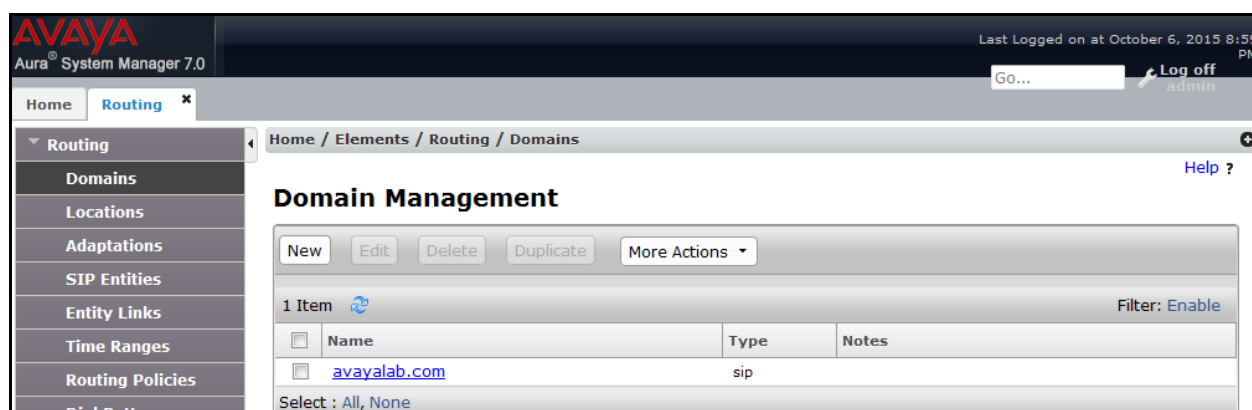 AVAYA
Aura® System Manager 7.0
Last Logged on at October 6, 2015 8:59
PM
Go...
Log off
admin
Home
Routing ×
Routing
Domains
Locations
Adaptations
SIP Entities
Entity Links
Time Ranges
Routing Policies
Home / Elements / Routing / Domains
Help ?
Domain Management
New Edit Delete Duplicate More Actions
1 Item Filter: Enable
Name Type Notes
avayalab.com sip
Select : All, None